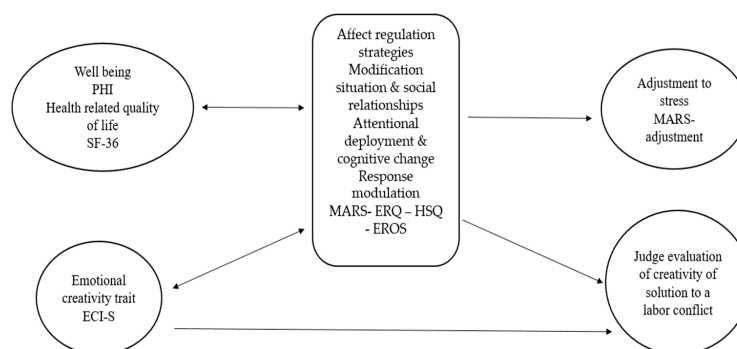 Well being
PHI
Health related quality
of life
SF-36
Affect regulation
strategies
Modification
situation & social
relationships
Attentional
deployment &
cognitive change
Response
modulation
MARS- ERQ – HSQ
- EROS
Adjustment to
stress
MARS-
adjustment
Emotional
creativity trait
ECI-S
Judge evaluation
of creativity of
solution to a
labor conflict